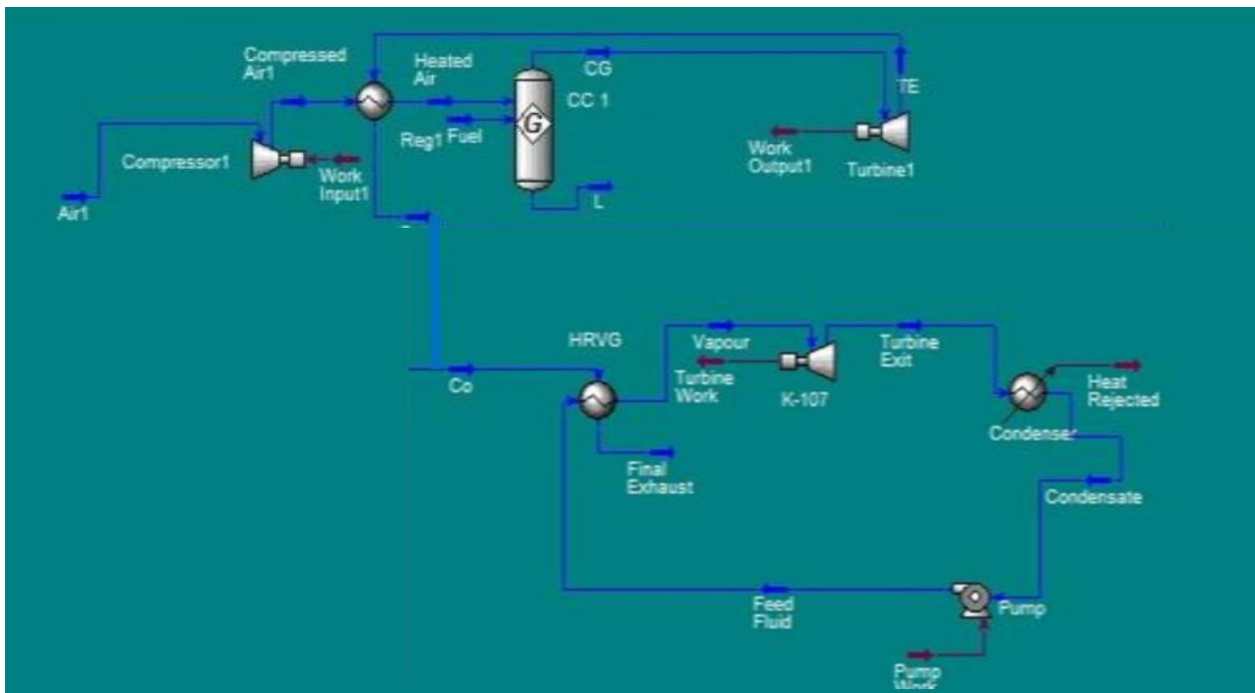 Compressed
Air1
Heated
Air
CG
CC 1
TE
G
Reg1
Fuel
Compressor1
Work
Input1
Work
Output1
Turbine1
L
Air1
HRVG
Vapour
Turbine
Exit
Co
Turbine
Work
K-107
Heat
Rejected
Condenser
Final
Exhaust
Condensate
Feed
Fluid
Pump
Pump
Work